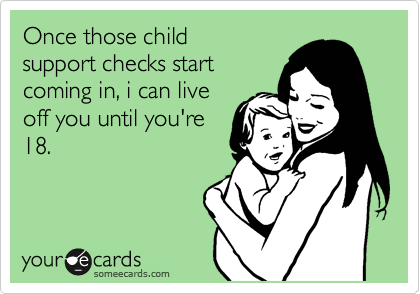 Once those child
support checks start
coming in, i can live
off you until you're
18.
your e cards
someecards.com